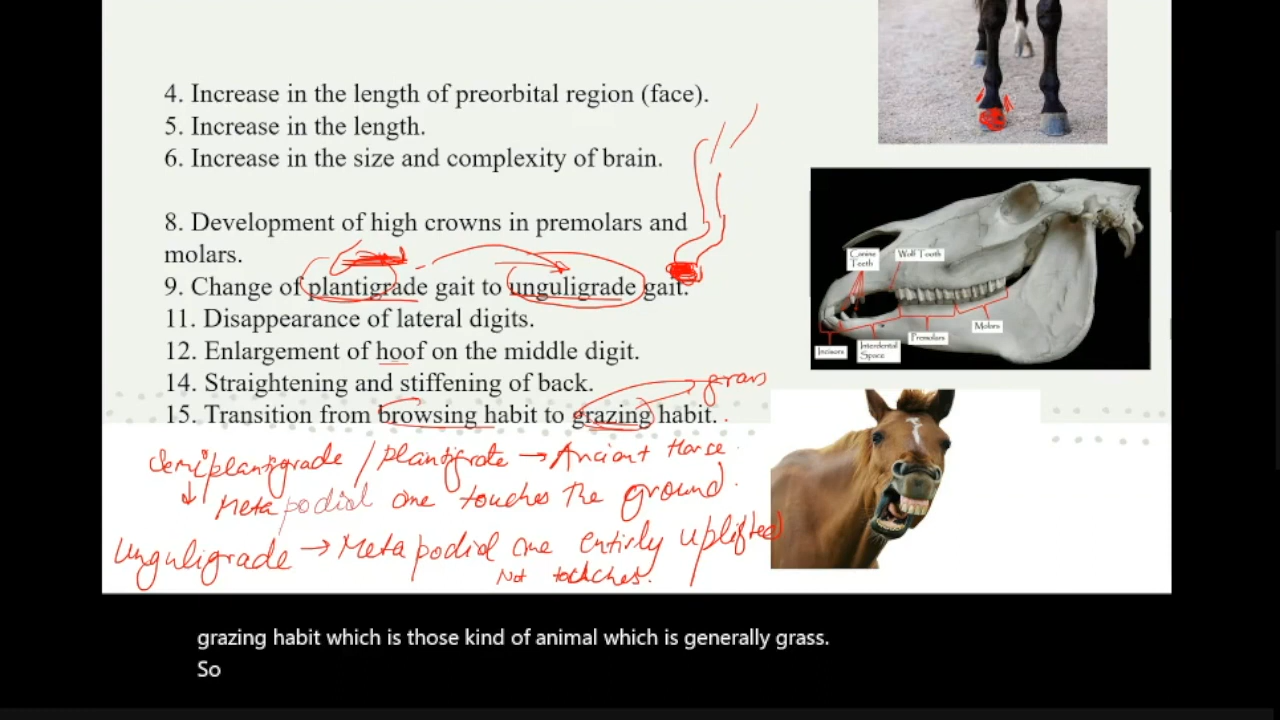 4. Increase in the length of preorbital region (face).
5. Increase in the length.
6. Increase in the size and complexity of brain.
8. Development of high crowns in premolars and
molars.
9. Change of plantigrade gait to unguligrade gait.
11. Disappearance of lateral digits.
12. Enlargement of hoof on the middle digit.
14. Straightening and stiffening of back.
grass
15. Transition from browsing habit to grazing habit.
Semiplantigrade / plantigrate → Ancient Horse.
Metapodial one touches the ground.
Unguligrade → Metapodial one entirly uplifted
Not touches.
Canine
Teeth
Wolf Tooth
Molars
Premolars
Incisors
Interdental
Space
grazing habit which is those kind of animal which is generally grass.
So